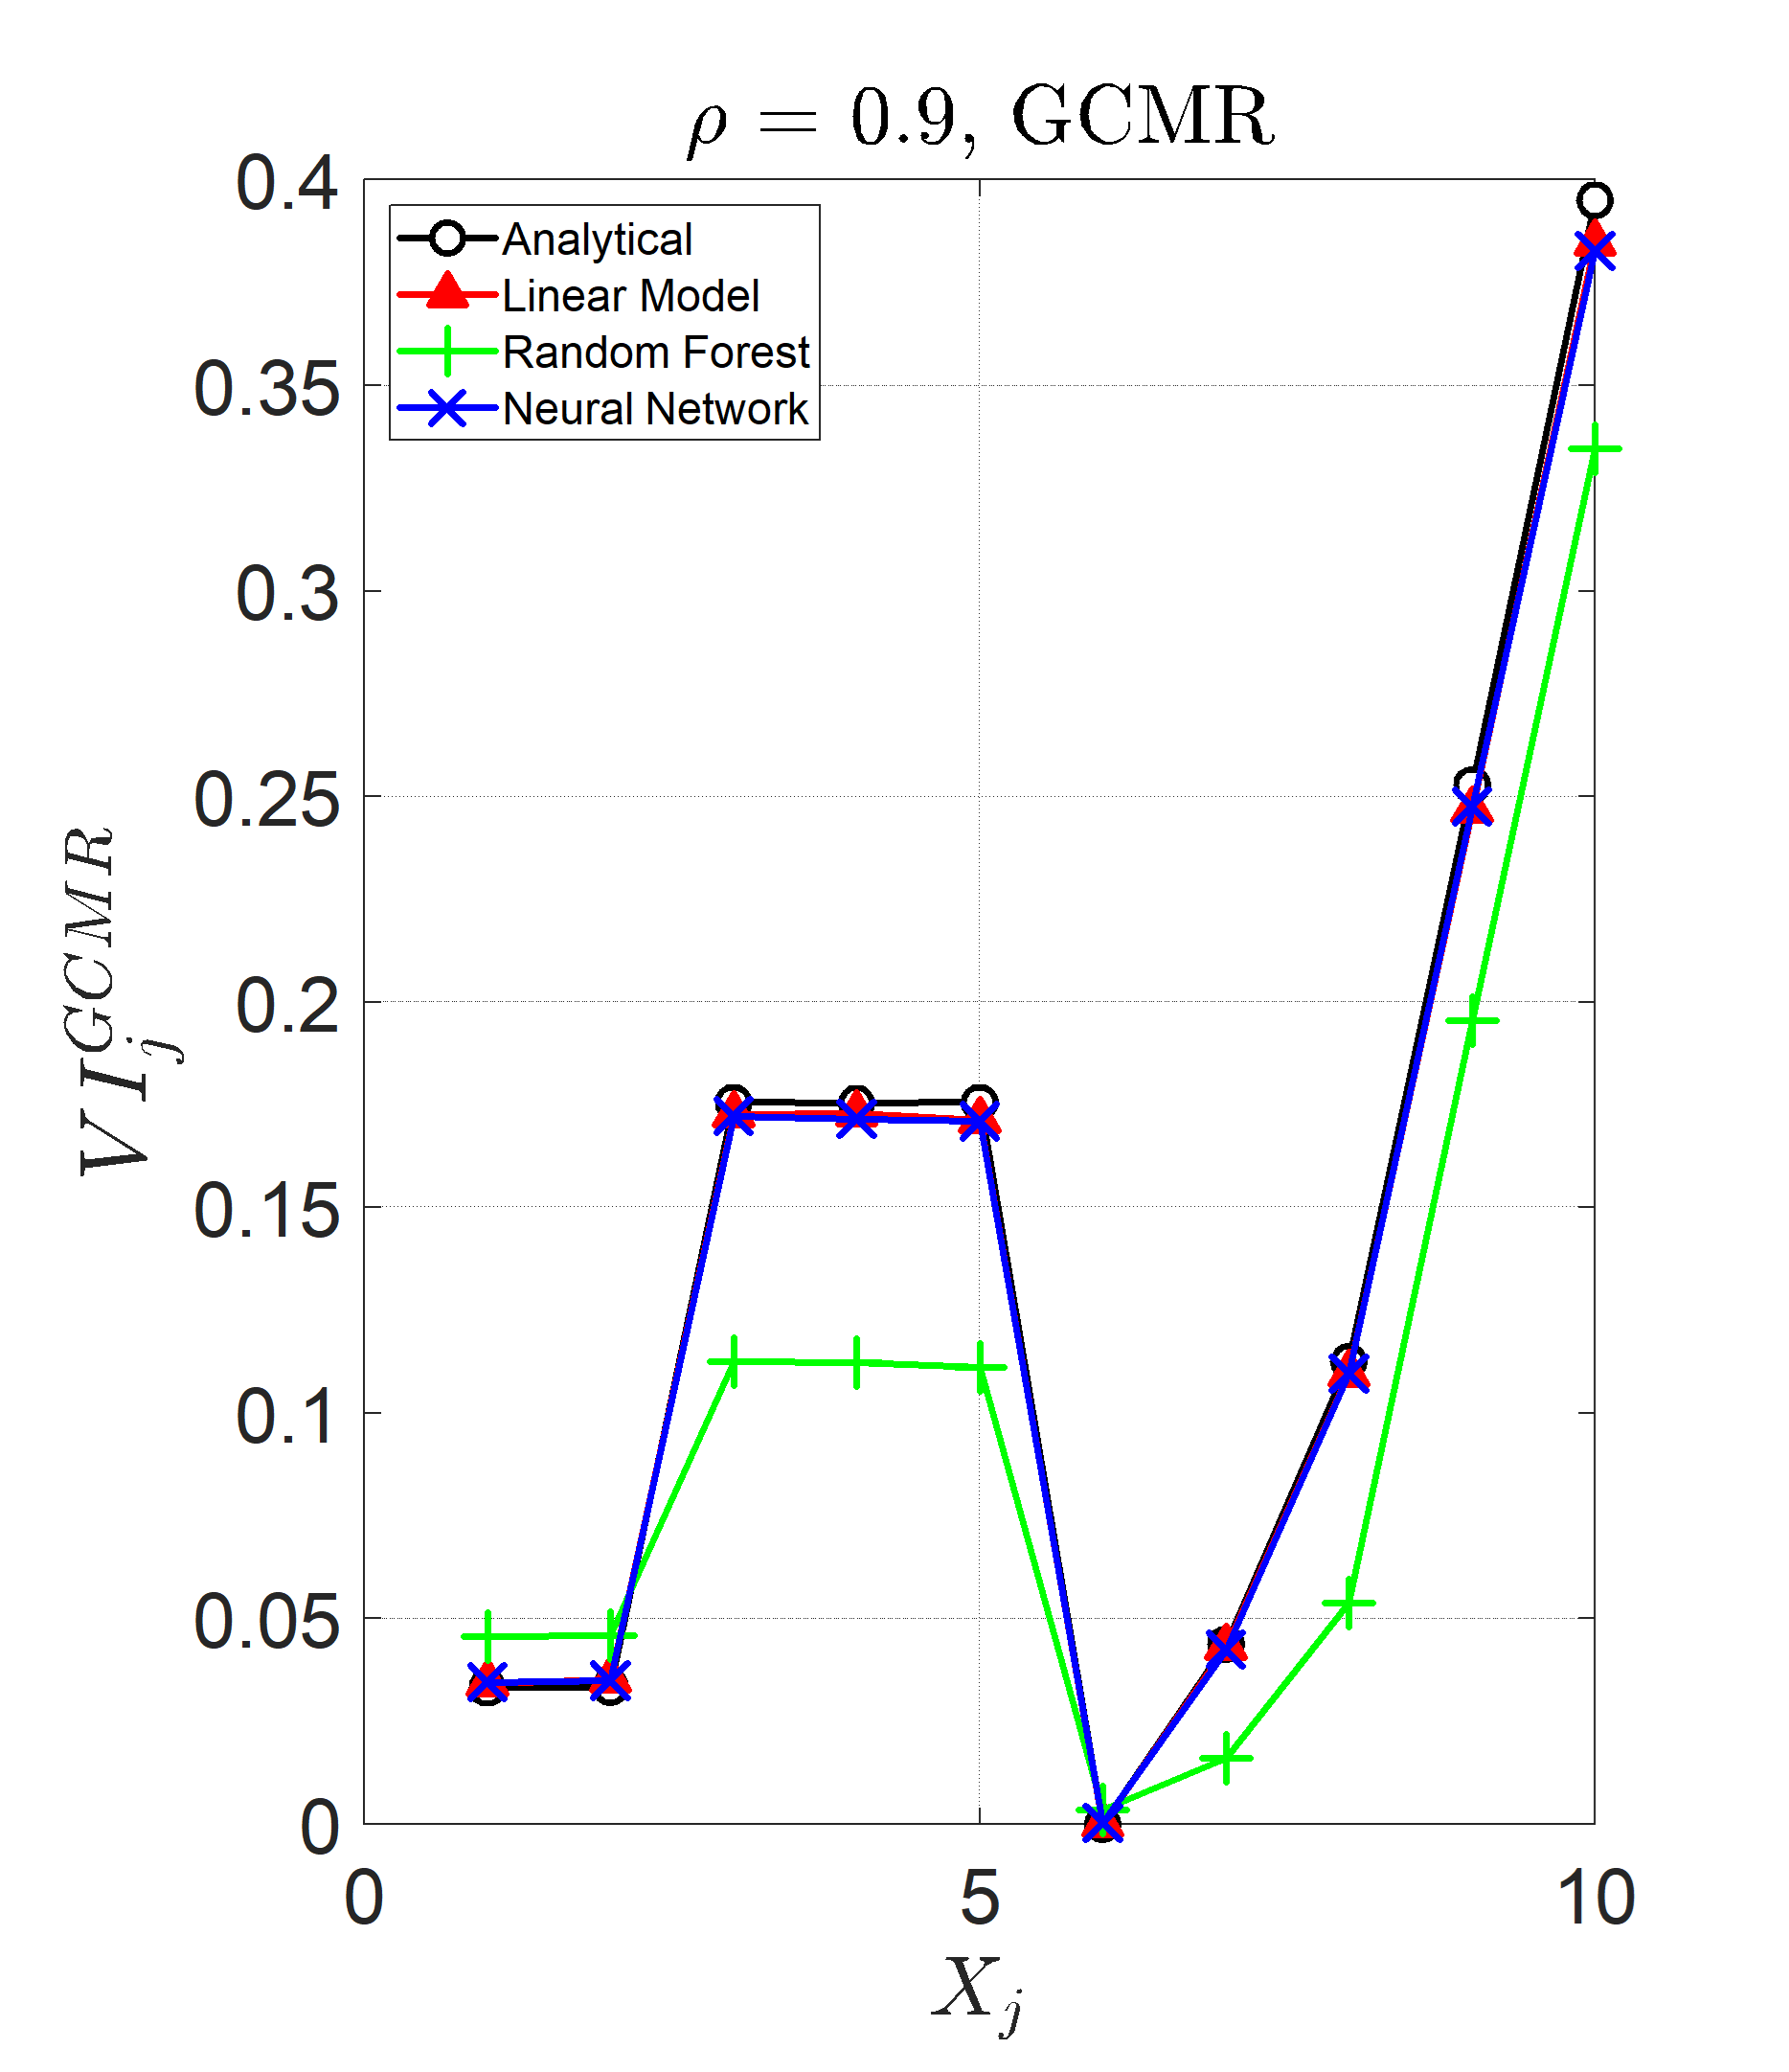 ρ = 0.9, GCMR
0.4
0.35
0.3
0.25
0.2
0.15
0.1
0.05
0
Analytical
Linear Model
Random Forest
Neural Network
V I_j^{GCMR}
0 5 10
X_j